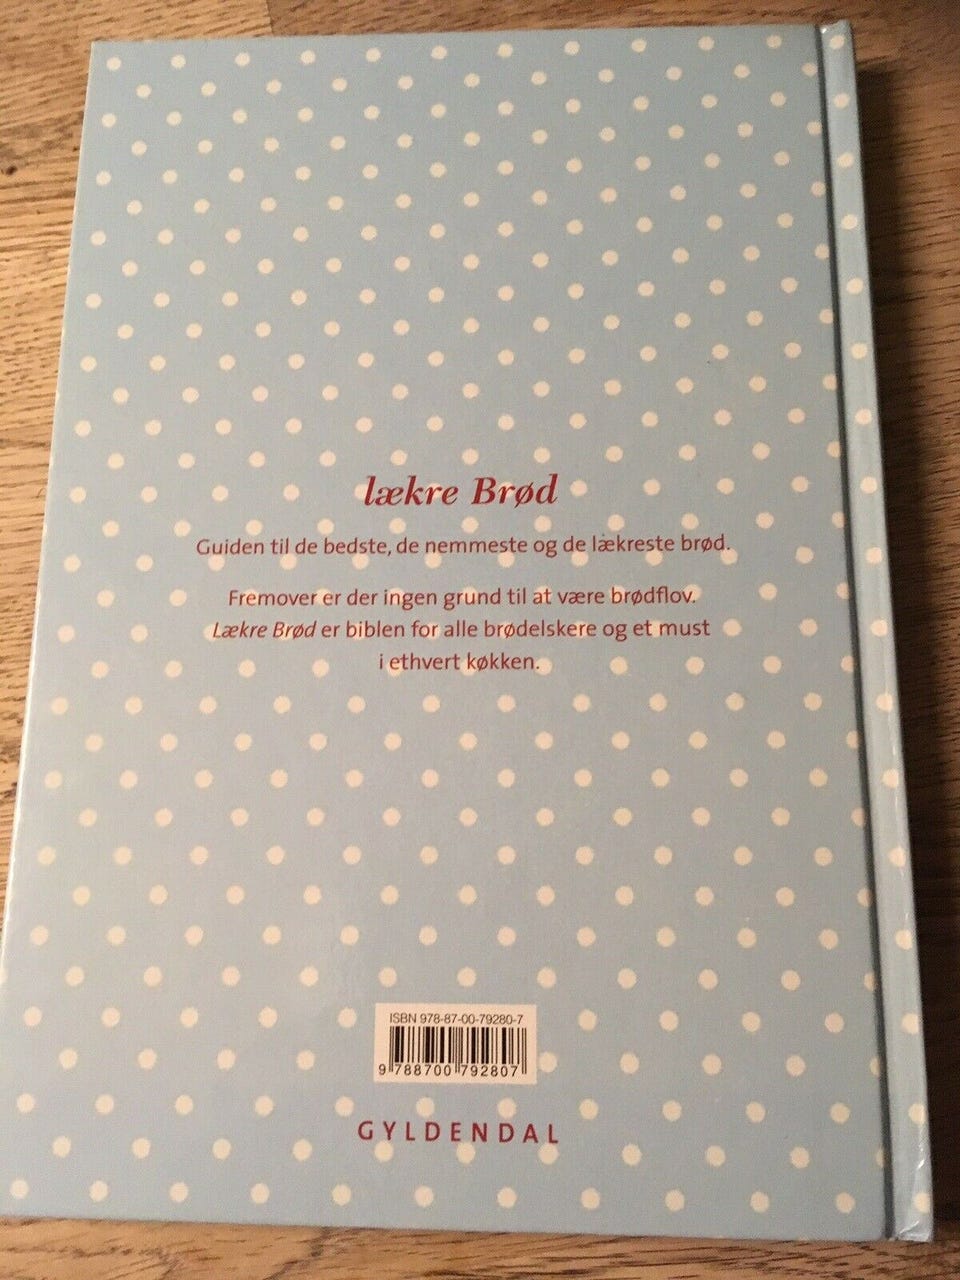 lækre Brød
Guiden til de bedste, de nemmeste og de lækreste brød.
Fremover er der ingen grund til at være brødflov.
Lækre Brød er biblen for alle brødelskere og et must
i ethvert køkken.
ISBN 978-87-00-79280-7
9 788700 792807
GYLDENDAL